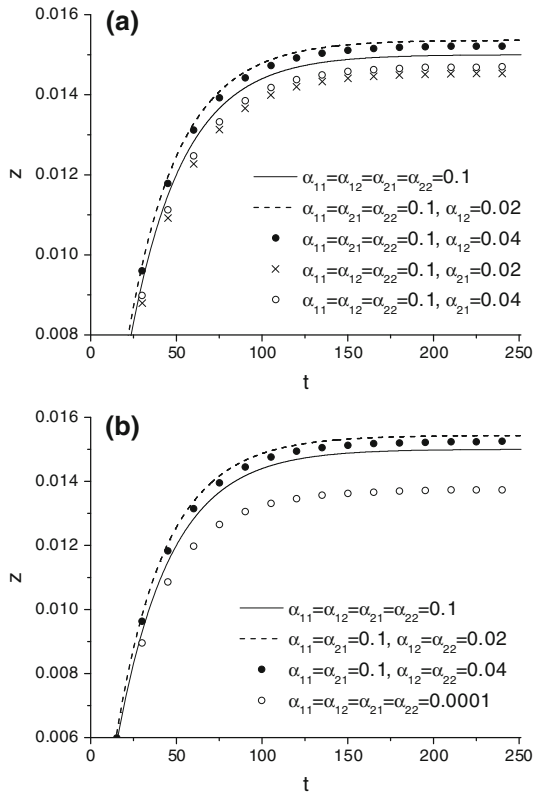 (a)
0.016
0.014
0.012
0.010
0.008
z
α₁₁=α₁₂=α₂₁=α₂₂=0.1
α₁₁=α₂₁=α₂₂=0.1, α₁₂=0.02
α₁₁=α₂₁=α₂₂=0.1, α₁₂=0.04
α₁₁=α₁₂=α₂₂=0.1, α₂₁=0.02
α₁₁=α₁₂=α₂₂=0.1, α₂₁=0.04
0 50 100 150 200 250
t
(b)
0.016
0.014
0.012
0.010
0.008
0.006
z
α₁₁=α₁₂=α₂₁=α₂₂=0.1
α₁₁=α₂₁=0.1, α₁₂=α₂₂=0.02
α₁₁=α₂₁=0.1, α₁₂=α₂₂=0.04
α₁₁=α₁₂=α₂₁=α₂₂=0.0001
0 50 100 150 200 250
t